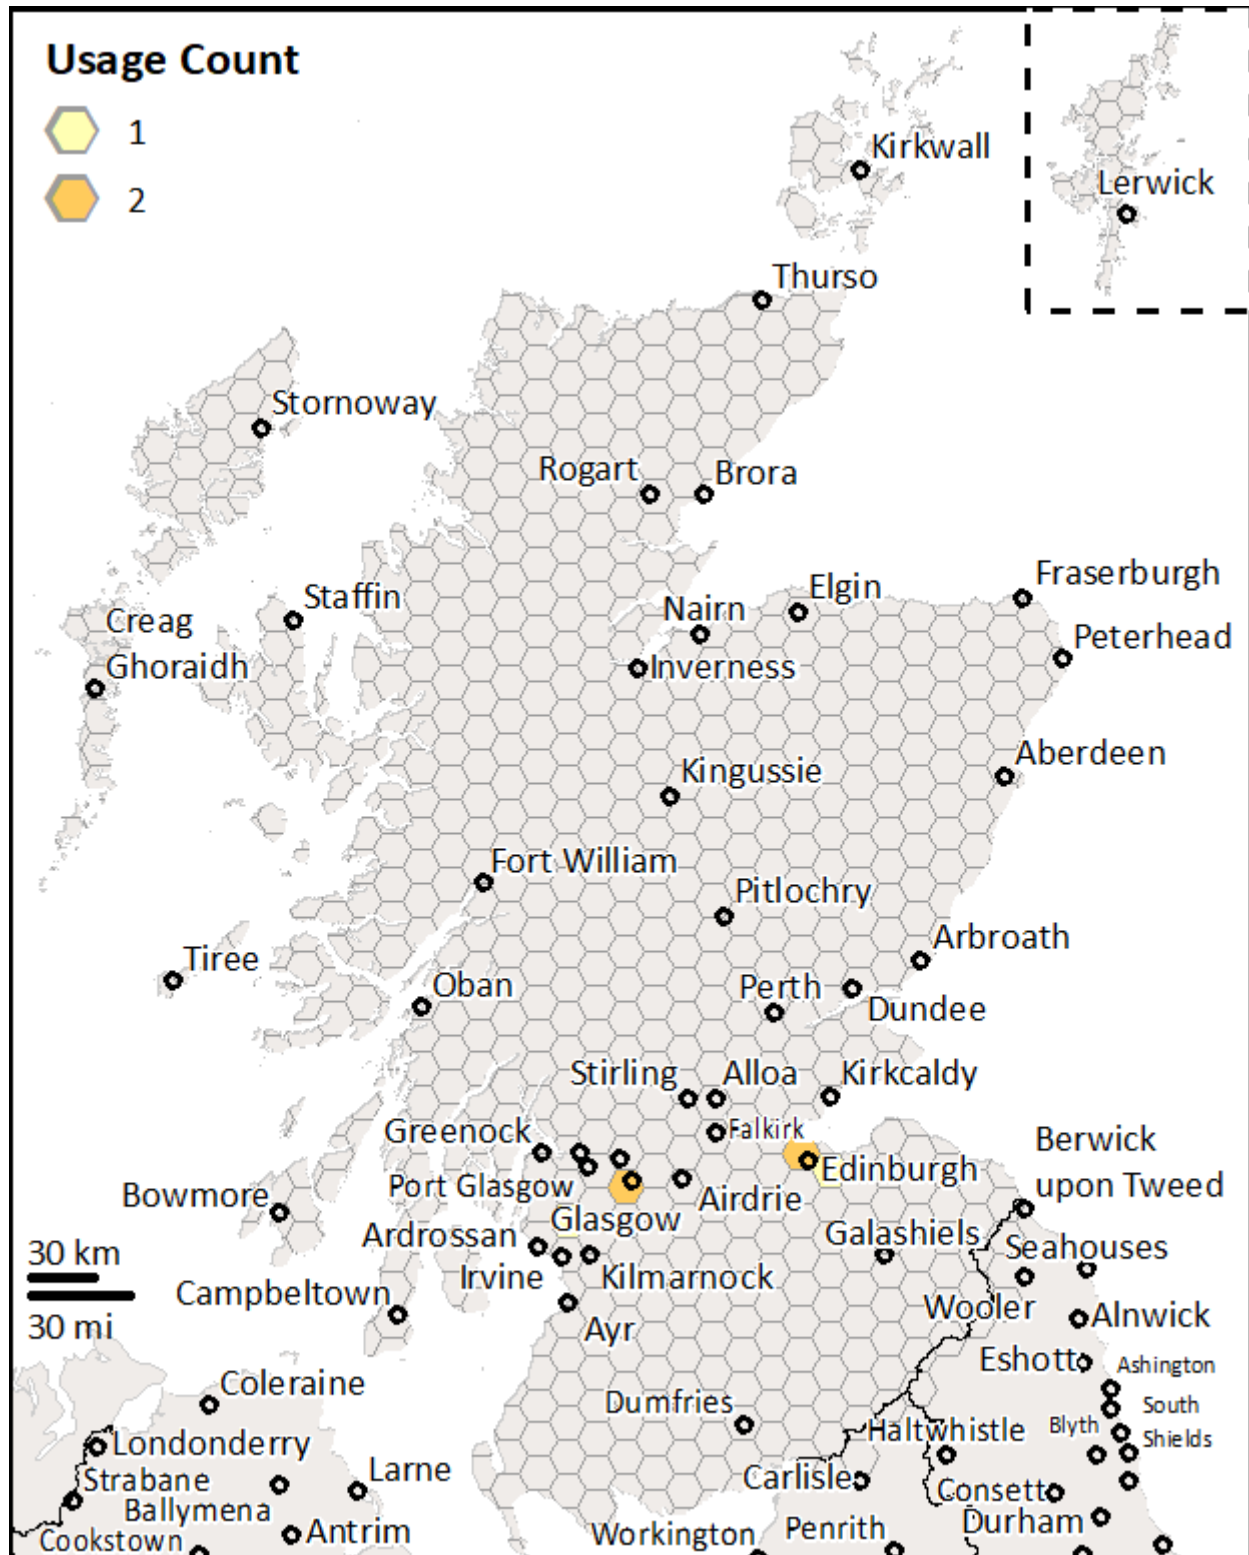 Usage Count
1
2
Kirkwall
Lerwick
Thurso
Stornoway
Rogart
Brora
Staffin
Creag
Ghoraidh
Nairn
Elgin
Fraserburgh
Peterhead
Inverness
Kingussie
Aberdeen
Fort William
Pitlochry
Tiree
Oban
Arbroath
Perth
Dundee
Stirling
Alloa
Kirkcaldy
Greenock
Falkirk
Edinburgh
Berwick
upon Tweed
Port Glasgow
Airdrie
Bowmore
Glasgow
Ardrossan
Galashiels
Seahouses
30 km
Irvine
Kilmarnock
Campbeltown
30 mi
Wooler
Alnwick
Ayr
Eshott
Ashington
Coleraine
Dumfries
South
Shields
Blyth
Haltwhistle
Londonderry
Strabane
Larne
Carlisle
Consett
Ballymena
Durham
Cookstown
Antrim
Workington
Penrith